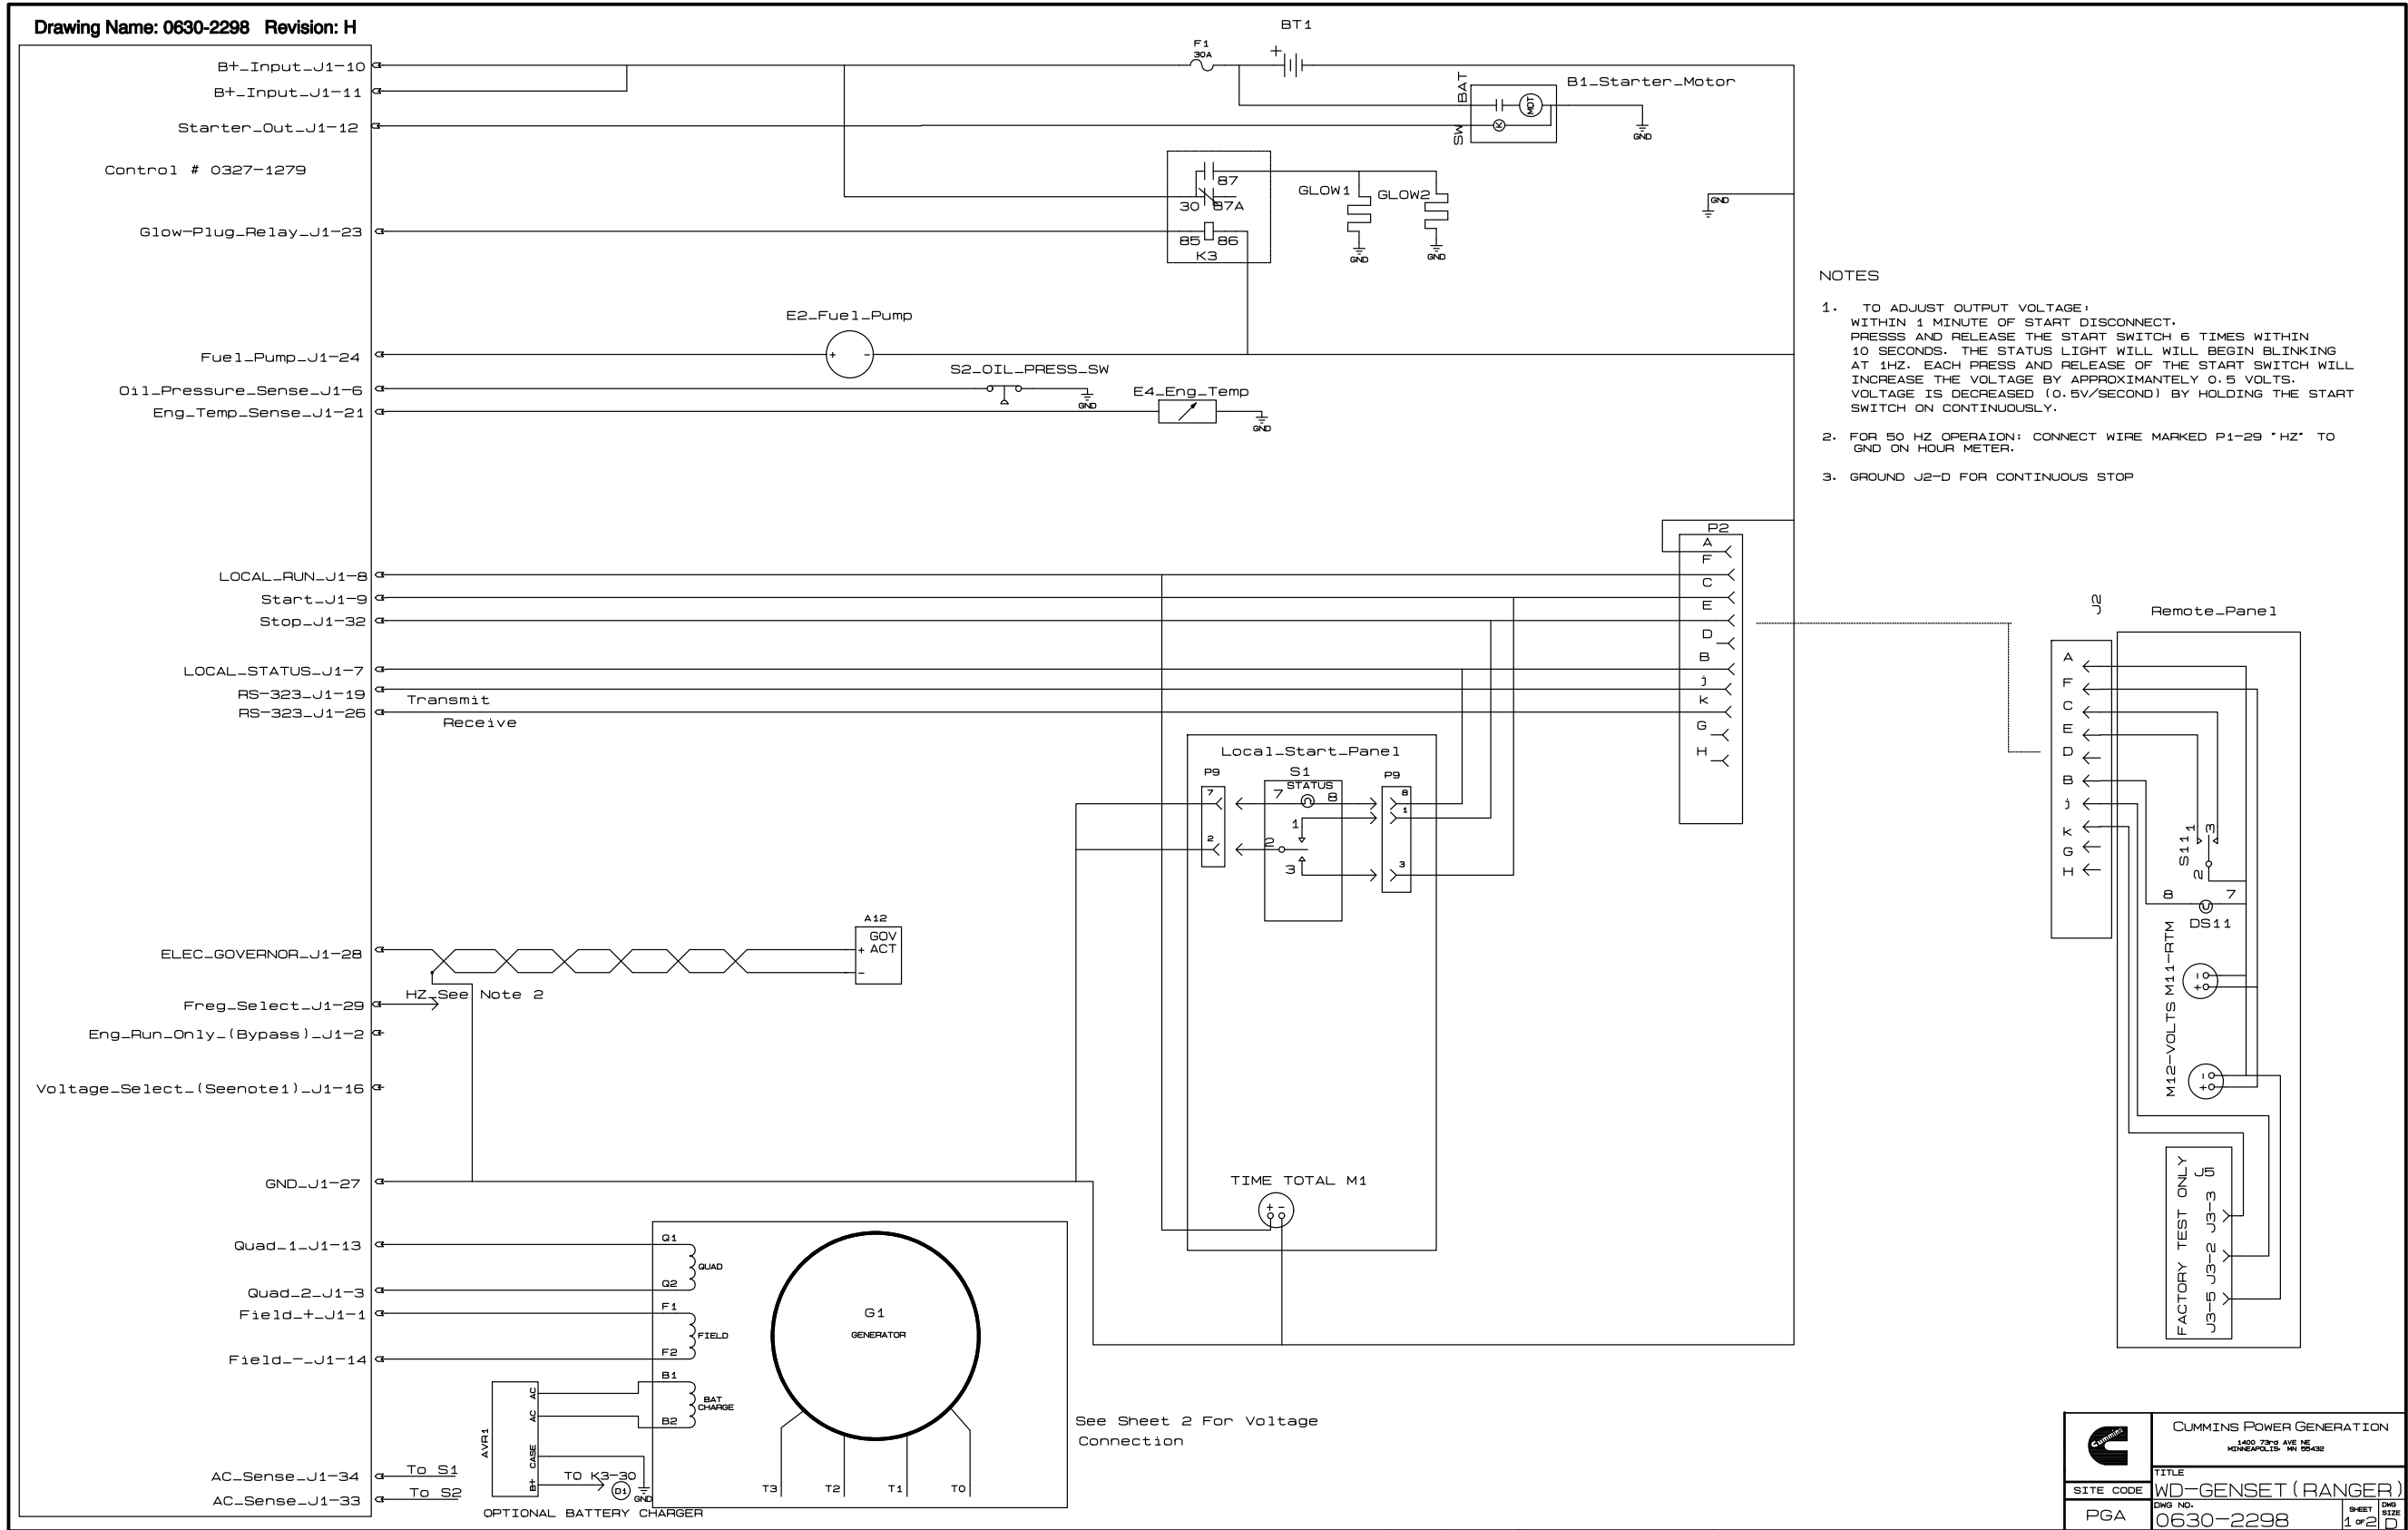 Drawing Name: 0630-2298 Revision: H
B+_Input_J1-10
B+_Input_J1-11
Starter_Out_J1-12
Control # 0327-1279
Glow-Plug_Relay_J1-23
Fuel_Pump_J1-24
Oil_Pressure_Sense_J1-6
Eng_Temp_Sense_J1-21
LOCAL_RUN_J1-8
Start_J1-9
Stop_J1-32
LOCAL_STATUS_J1-7
RS-323_J1-19
RS-323_J1-26
Transmit
Receive
ELEC_GOVERNOR_J1-28
Freg_Select_J1-29
HZ_See Note 2
Eng_Run_Only_(Bypass)_J1-2
Voltage_Select_(Seenote1)_J1-16
GND_J1-27
Quad_1_J1-13
Quad_2_J1-3
Field_+_J1-1
Field_-_J1-14
AC_Sense_J1-34
To S1
AC_Sense_J1-33
To S2
F1
30A
BT1
+
BAT
SW
MOT
K
B1_Starter_Motor
GND
87
30
87A
85
86
K3
GLOW1
GLOW2
GND
GND
GND
E2_Fuel_Pump
+ -
S2_OIL_PRESS_SW
GND
E4_Eng_Temp
GND
NOTES
1. TO ADJUST OUTPUT VOLTAGE:
WITHIN 1 MINUTE OF START DISCONNECT.
PRESSS AND RELEASE THE START SWITCH 6 TIMES WITHIN
10 SECONDS. THE STATUS LIGHT WILL WILL BEGIN BLINKING
AT 1HZ. EACH PRESS AND RELEASE OF THE START SWITCH WILL
INCREASE THE VOLTAGE BY APPROXIMANTELY 0.5 VOLTS.
VOLTAGE IS DECREASED (0.5V/SECOND) BY HOLDING THE START
SWITCH ON CONTINUOUSLY.
2. FOR 50 HZ OPERAION: CONNECT WIRE MARKED P1-29 "HZ" TO
GND ON HOUR METER.
3. GROUND J2-D FOR CONTINUOUS STOP
P2
A
F
C
E
D
B
j
k
G
H
Local_Start_Panel
P9
7
2
S1
STATUS
7
8
1
2
3
P9
8
1
3
TIME TOTAL M1
+ -
A12
GOV
+ ACT
-
J2
A
F
C
E
D
B
j
k
G
H
Remote_Panel
S11
1
3
2
8
7
DS11
M11-RTM
- +
M12-VOLTS
- +
FACTORY TEST ONLY
J5
J3-3
J3-2
J3-5
Q1
QUAD
Q2
F1
FIELD
F2
B1
BAT
CHARGE
B2
G1
GENERATOR
T3
T2
T1
T0
AVR1
AC
AC
CASE
B+
TO K3-30
D1
GND
OPTIONAL BATTERY CHARGER
See Sheet 2 For Voltage
Connection
Cummins
CUMMINS POWER GENERATION
1400 73rd AVE NE
MINNEAPOLIS, MN 55432
TITLE
WD-GENSET(RANGER)
SITE CODE
PGA
DWG NO.
0630-2298
SHEET
1 OF 2
DWG
SIZE
D